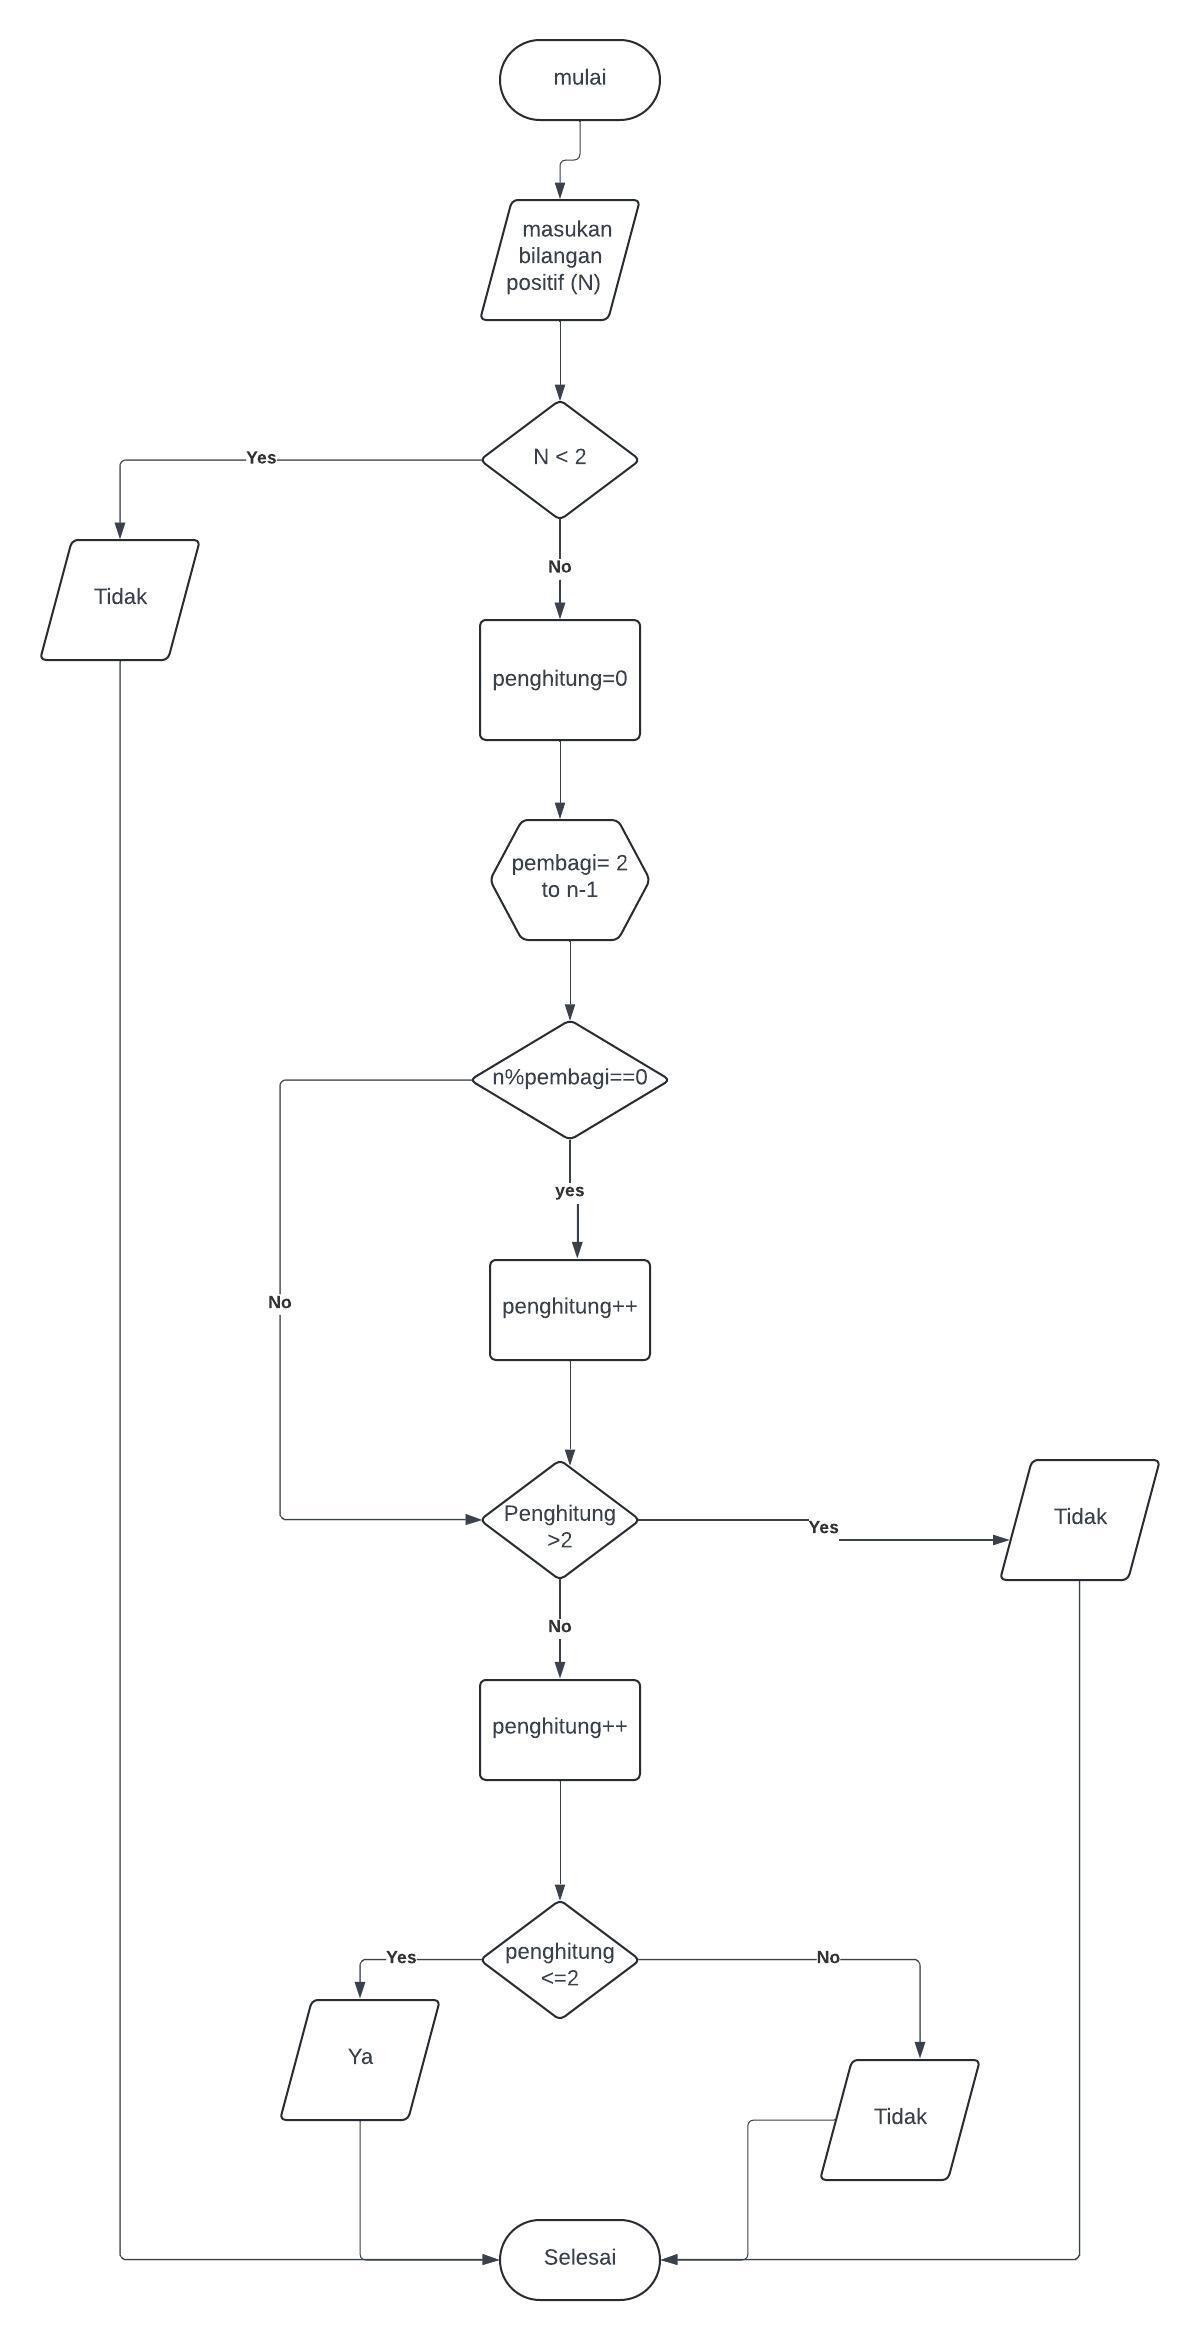 mulai
masukan
bilangan
positif (N)
N < 2
Yes
No
Tidak
penghitung=0
pembagi= 2
to n-1
n%pembagi==0
yes
No
penghitung++
Penghitung
>2
Yes
Tidak
No
penghitung++
penghitung
<=2
Yes
No
Ya
Tidak
Selesai